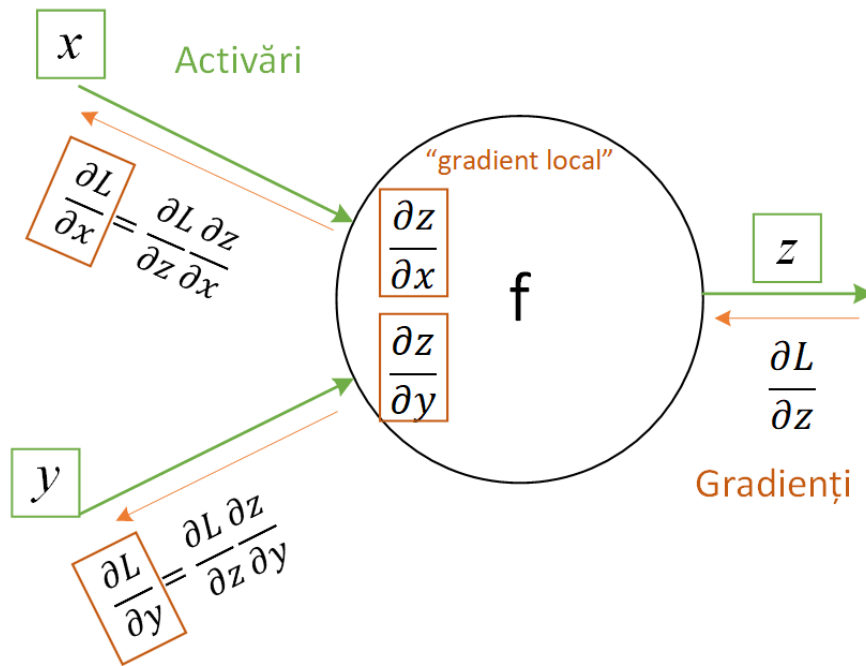 x
Activări
∂L/∂x = ∂L/∂z ∂z/∂x
“gradient local”
∂z/∂x
f
∂z/∂y
z
∂L/∂z
Gradienți
y
∂L/∂y = ∂L/∂z ∂z/∂y